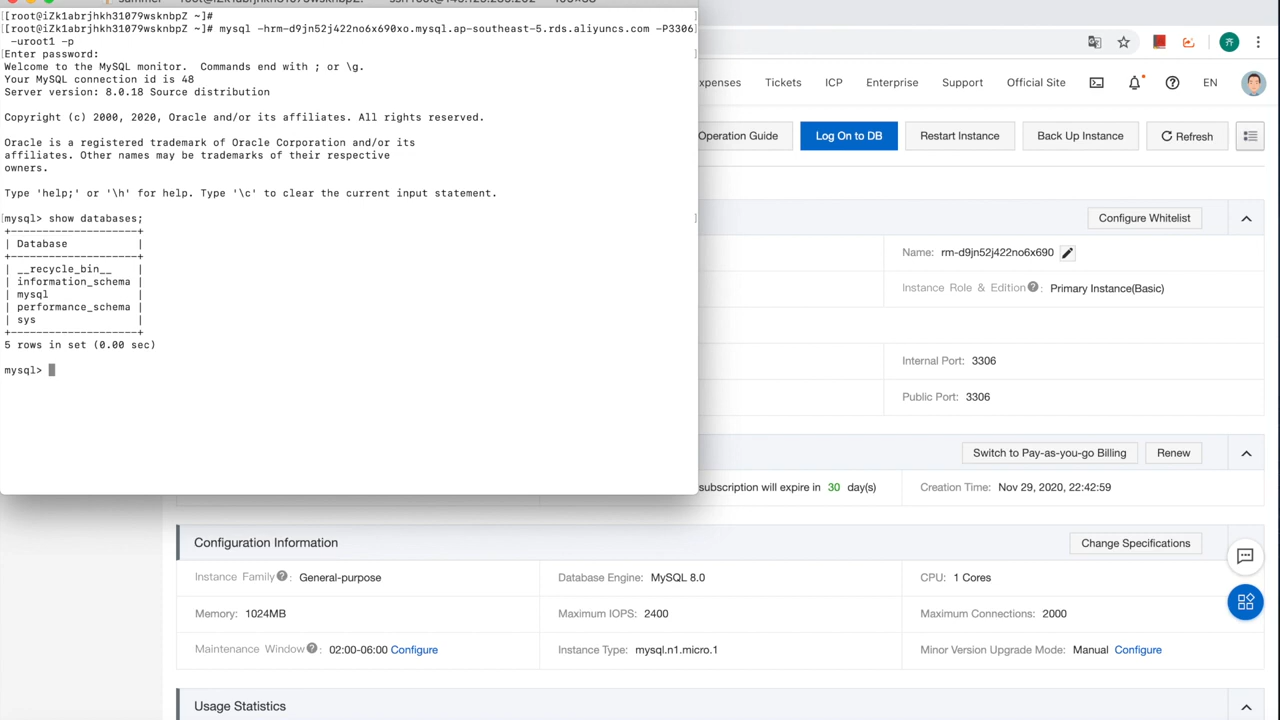 [root@iZk1abrjhkh31079wsknbpZ ~]#
[root@iZk1abrjhkh31079wsknbpZ ~]# mysql -hrm-d9jn52j422no6x690xo.mysql.ap-southeast-5.rds.aliyuncs.com -P3306
-uroot1 -p
Enter password:
Welcome to the MySQL monitor.  Commands end with ; or \g.
Your MySQL connection id is 48
Server version: 8.0.18 Source distribution
Copyright (c) 2000, 2020, Oracle and/or its affiliates. All rights reserved.
Oracle is a registered trademark of Oracle Corporation and/or its
affiliates. Other names may be trademarks of their respective
owners.
Type 'help;' or '\h' for help. Type '\c' to clear the current input statement.
mysql> show databases;
+--------------------+
| Database           |
+--------------------+
| __recycle_bin__    |
| information_schema |
| mysql              |
| performance_schema |
| sys                |
+--------------------+
5 rows in set (0.00 sec)
mysql>
齐
xpenses Tickets ICP Enterprise Support Official Site EN
Operation Guide Log On to DB Restart Instance Back Up Instance Refresh
Configure Whitelist
Name: rm-d9jn52j422no6x690
Instance Role & Edition : Primary Instance(Basic)
Internal Port: 3306
Public Port: 3306
Switch to Pay-as-you-go Billing Renew
subscription will expire in 30 day(s) Creation Time: Nov 29, 2020, 22:42:59
Configuration Information Change Specifications
Instance Family : General-purpose Database Engine: MySQL 8.0 CPU: 1 Cores
Memory: 1024MB Maximum IOPS: 2400 Maximum Connections: 2000
Maintenance Window : 02:00-06:00 Configure Instance Type: mysql.n1.micro.1 Minor Version Upgrade Mode: Manual Configure
Usage Statistics